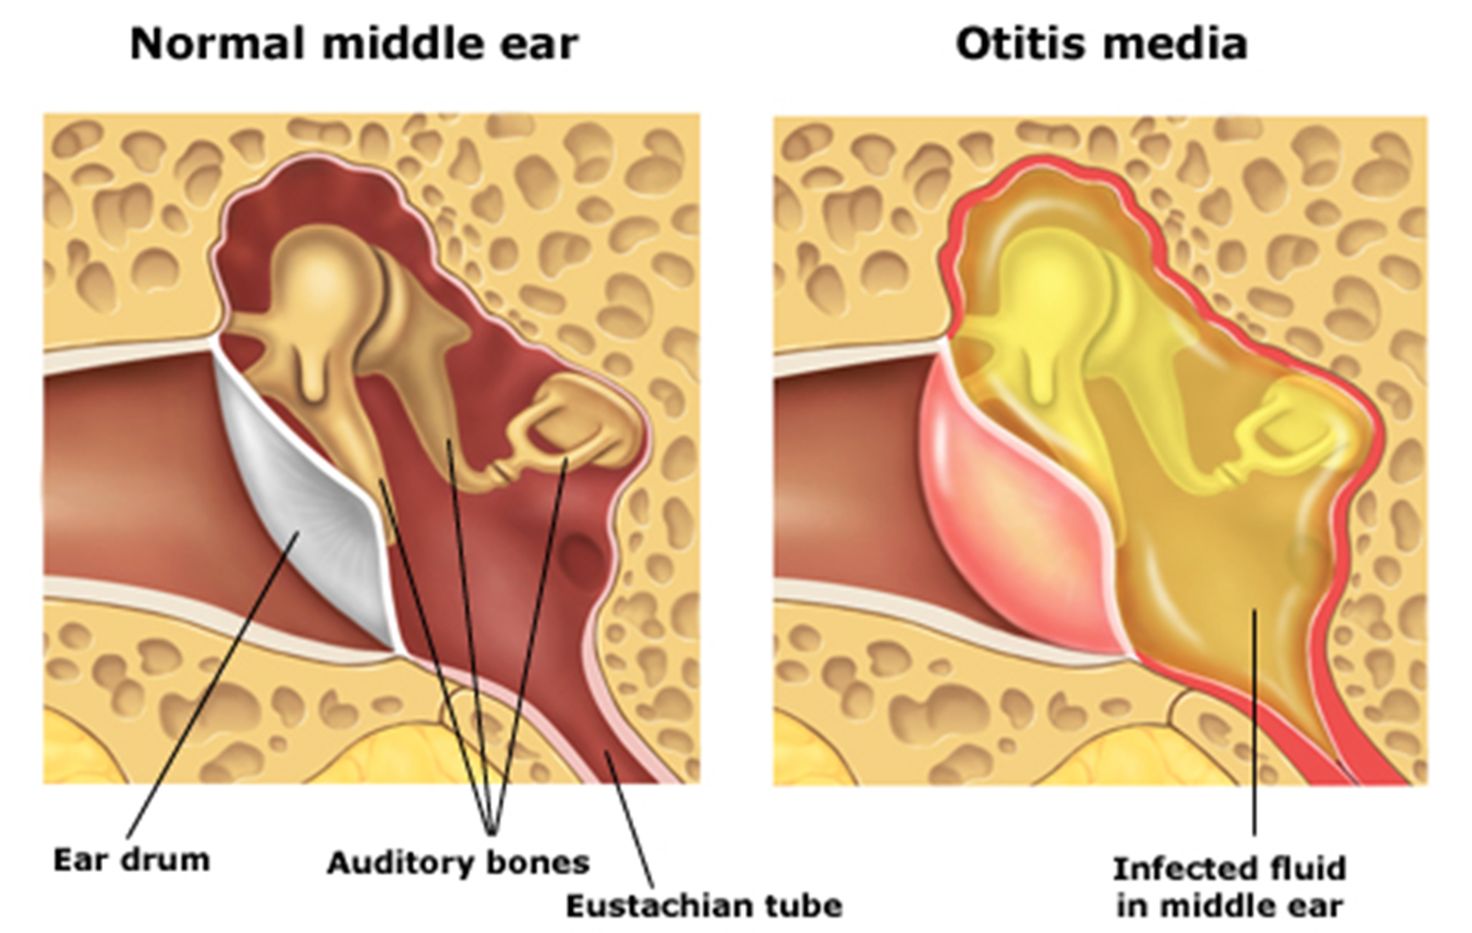 Normal middle ear
Otitis media
Ear drum
Auditory bones
Eustachian tube
Infected fluid
in middle ear